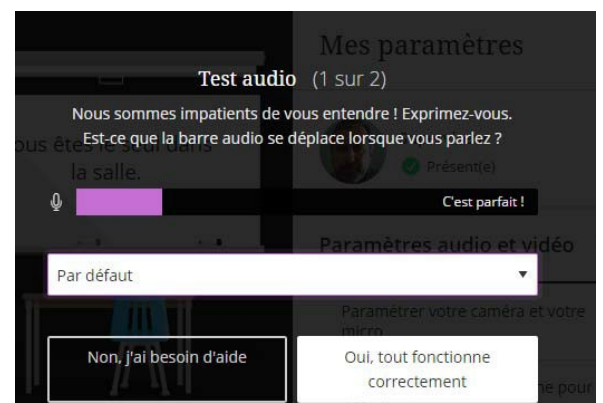 Mes paramètres
Test audio (1 sur 2)
Nous sommes impatients de vous entendre ! Exprimez-vous.
Est-ce que la barre audio se déplace lorsque vous parlez ?
ous êtes le seul dans
la salle.
Présent(e)
C'est parfait !
Paramètres audio et vidéo
Par défaut
Paramétrer votre caméra et votre
micro
Non, j'ai besoin d'aide
Oui, tout fonctionne
correctement
ne pour